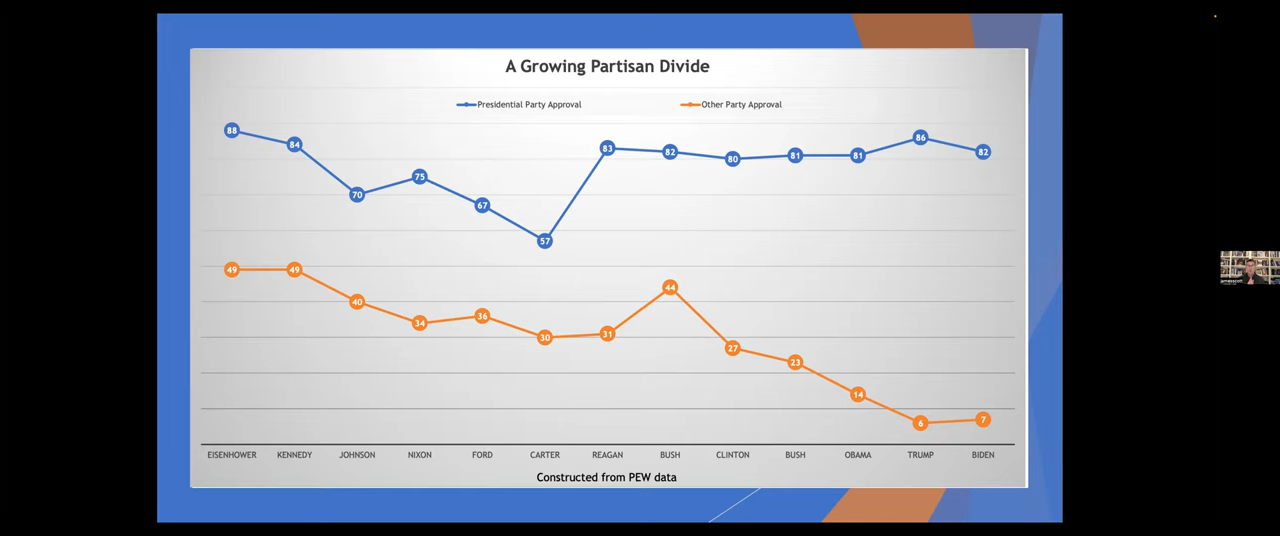 A Growing Partisan Divide
Presidential Party Approval Other Party Approval
88 84 70 75 67 57 83 82 80 81 81 86 82
49 49 40 34 36 30 31 44 27 23 14 6 7
EISENHOWER KENNEDY JOHNSON NIXON FORD CARTER REAGAN BUSH CLINTON BUSH OBAMA TRUMP BIDEN
Constructed from PEW data